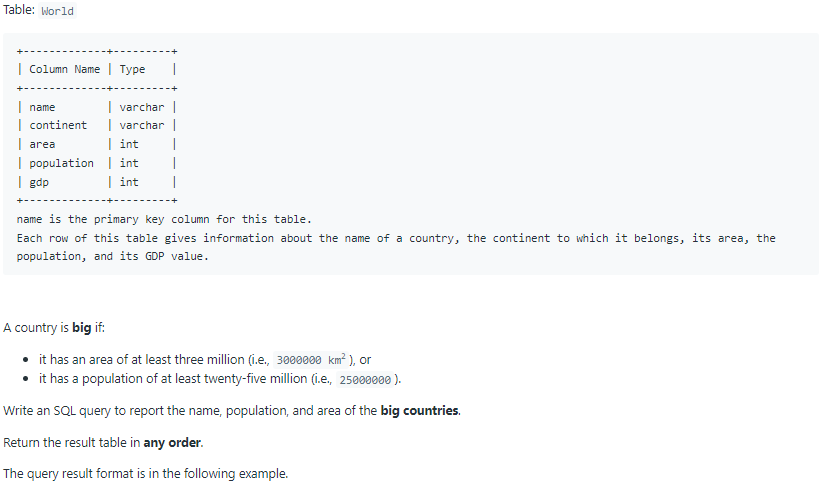 Table: World
+-------------+---------+
| Column Name | Type    |
+-------------+---------+
| name        | varchar |
| continent   | varchar |
| area        | int     |
| population  | int     |
| gdp         | int     |
+-------------+---------+
name is the primary key column for this table.
Each row of this table gives information about the name of a country, the continent to which it belongs, its area, the
population, and its GDP value.
A country is big if:
• it has an area of at least three million (i.e., 3000000 km²), or
• it has a population of at least twenty-five million (i.e., 25000000).
Write an SQL query to report the name, population, and area of the big countries.
Return the result table in any order.
The query result format is in the following example.